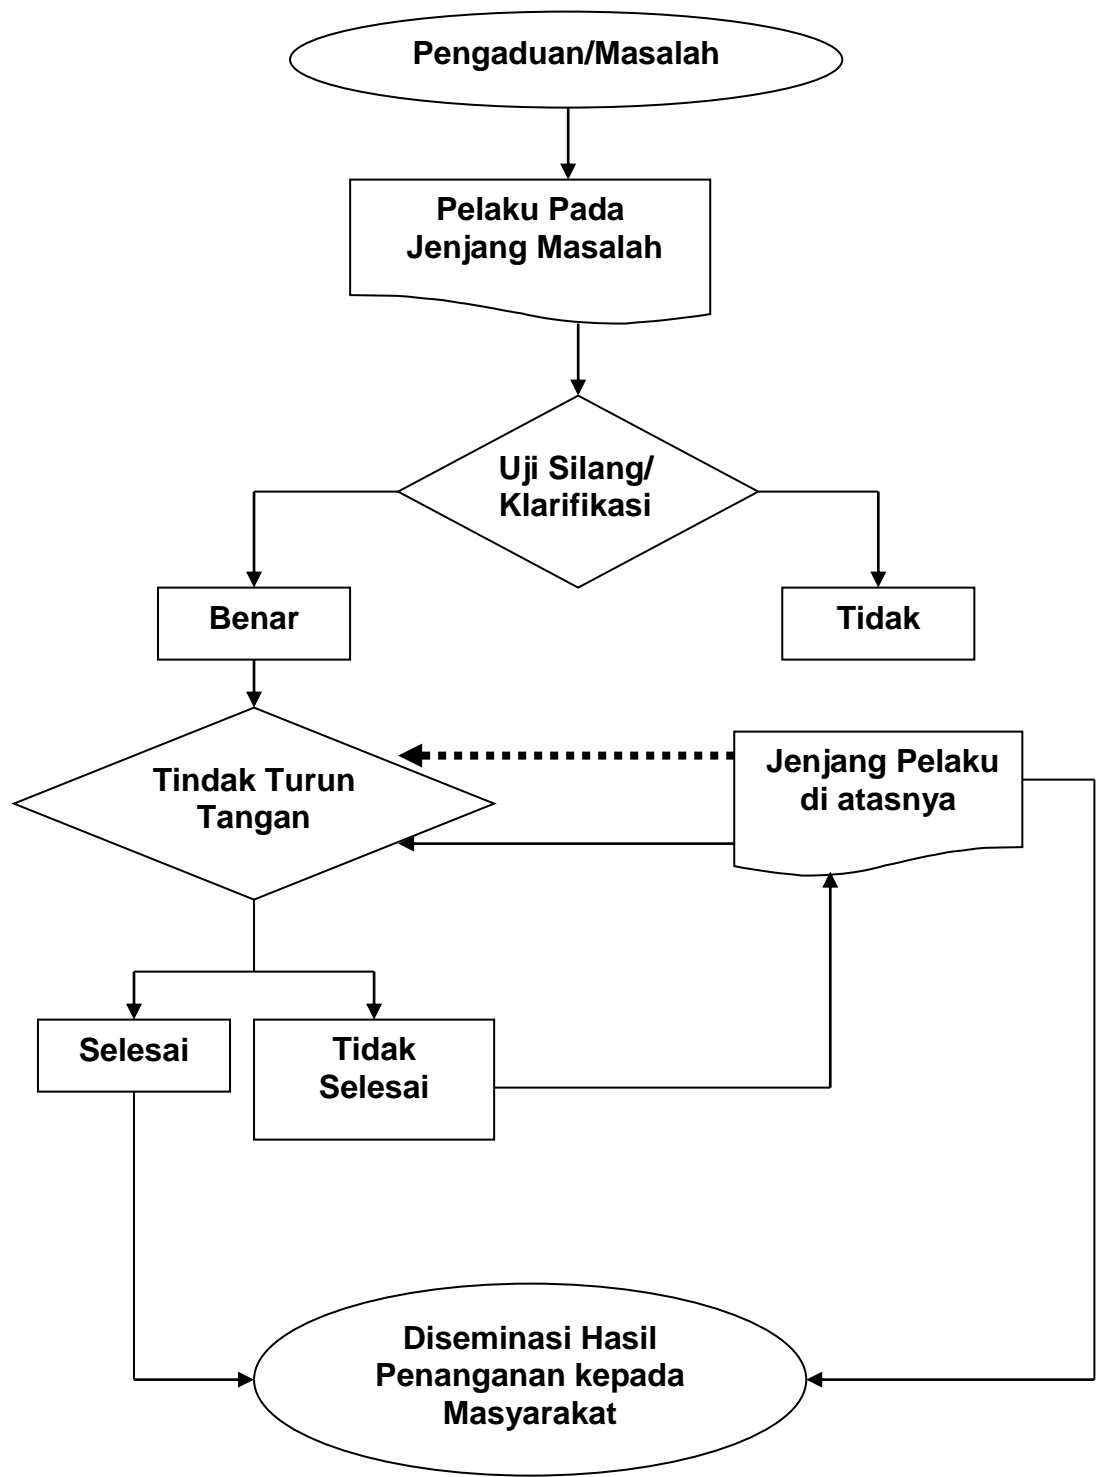 Pengaduan/Masalah
Pelaku Pada
Jenjang Masalah
Uji Silang/
Klarifikasi
Benar
Tidak
Tindak Turun
Tangan
Jenjang Pelaku
di atasnya
Selesai
Tidak
Selesai
Diseminasi Hasil
Penanganan kepada
Masyarakat